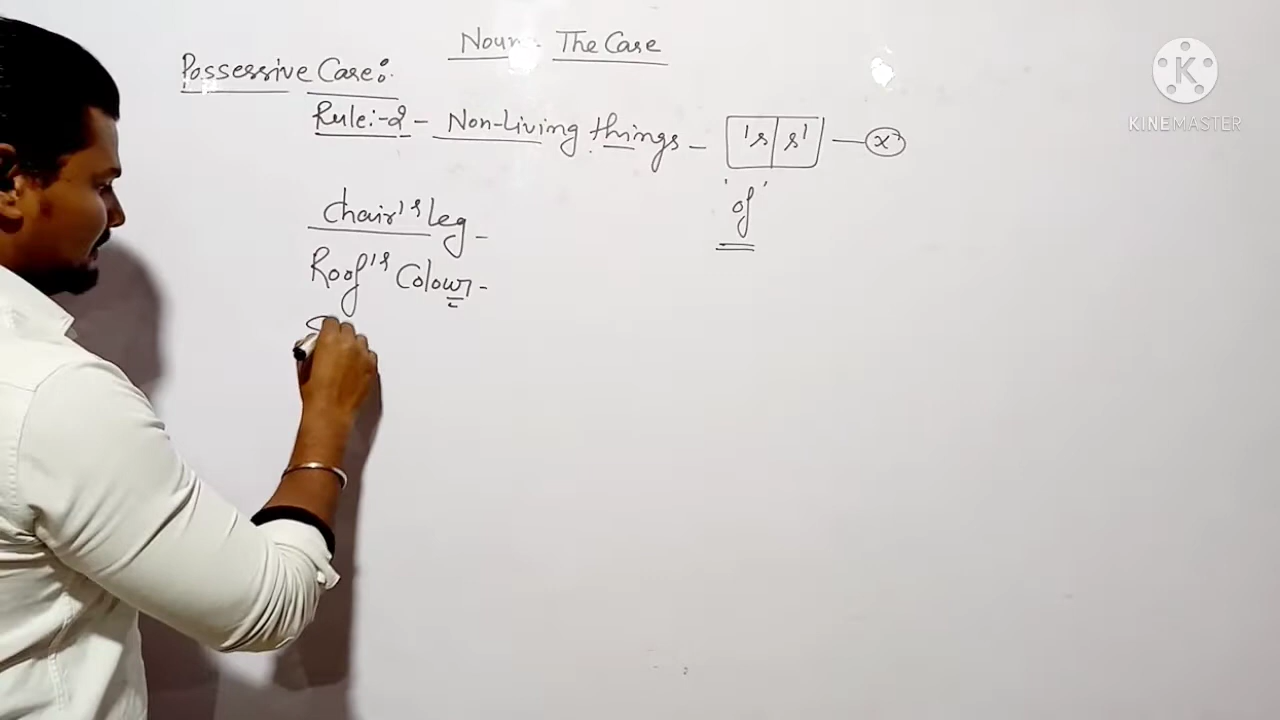 Noun - The Case
Possessive Case:-
Rule:-2 - Non-Living things - 's s' - x
'of'
Chair's leg -
Roof's Colour -
S
K
KINEMASTER